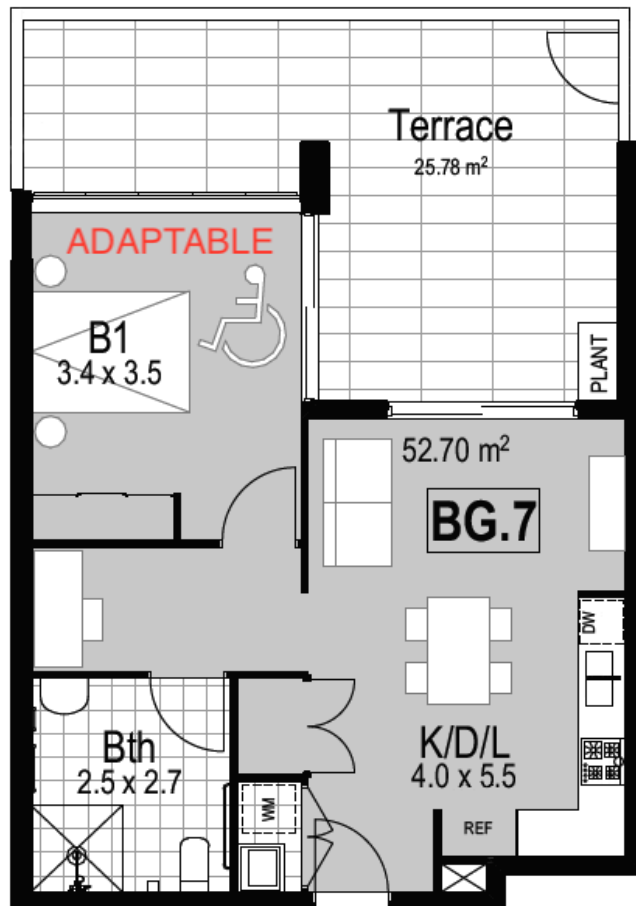 Terrace
25.78 m²
ADAPTABLE
B1
3.4 x 3.5
PLANT
52.70 m²
BG.7
DW
Bth
2.5 x 2.7
K/D/L
4.0 x 5.5
WM
REF